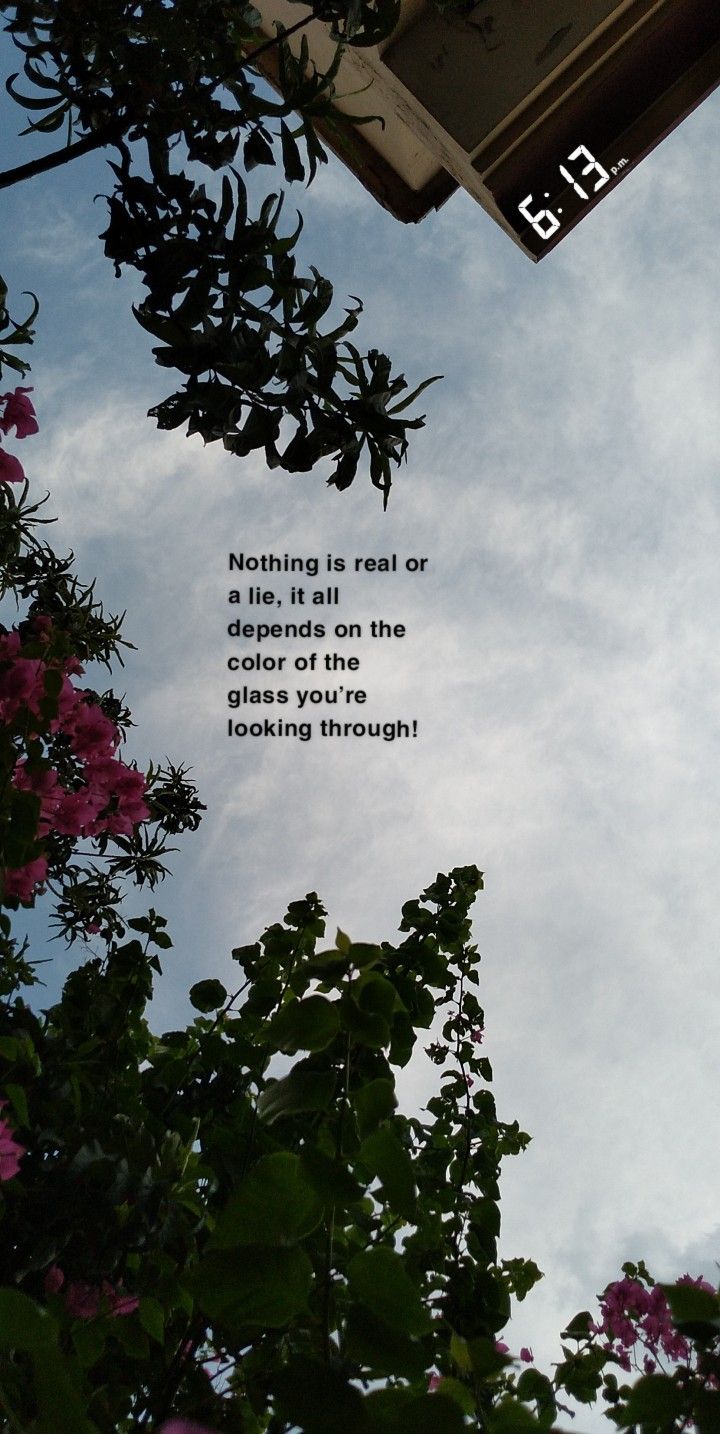 6:13 p.m.
Nothing is real or
a lie, it all
depends on the
color of the
glass you’re
looking through!